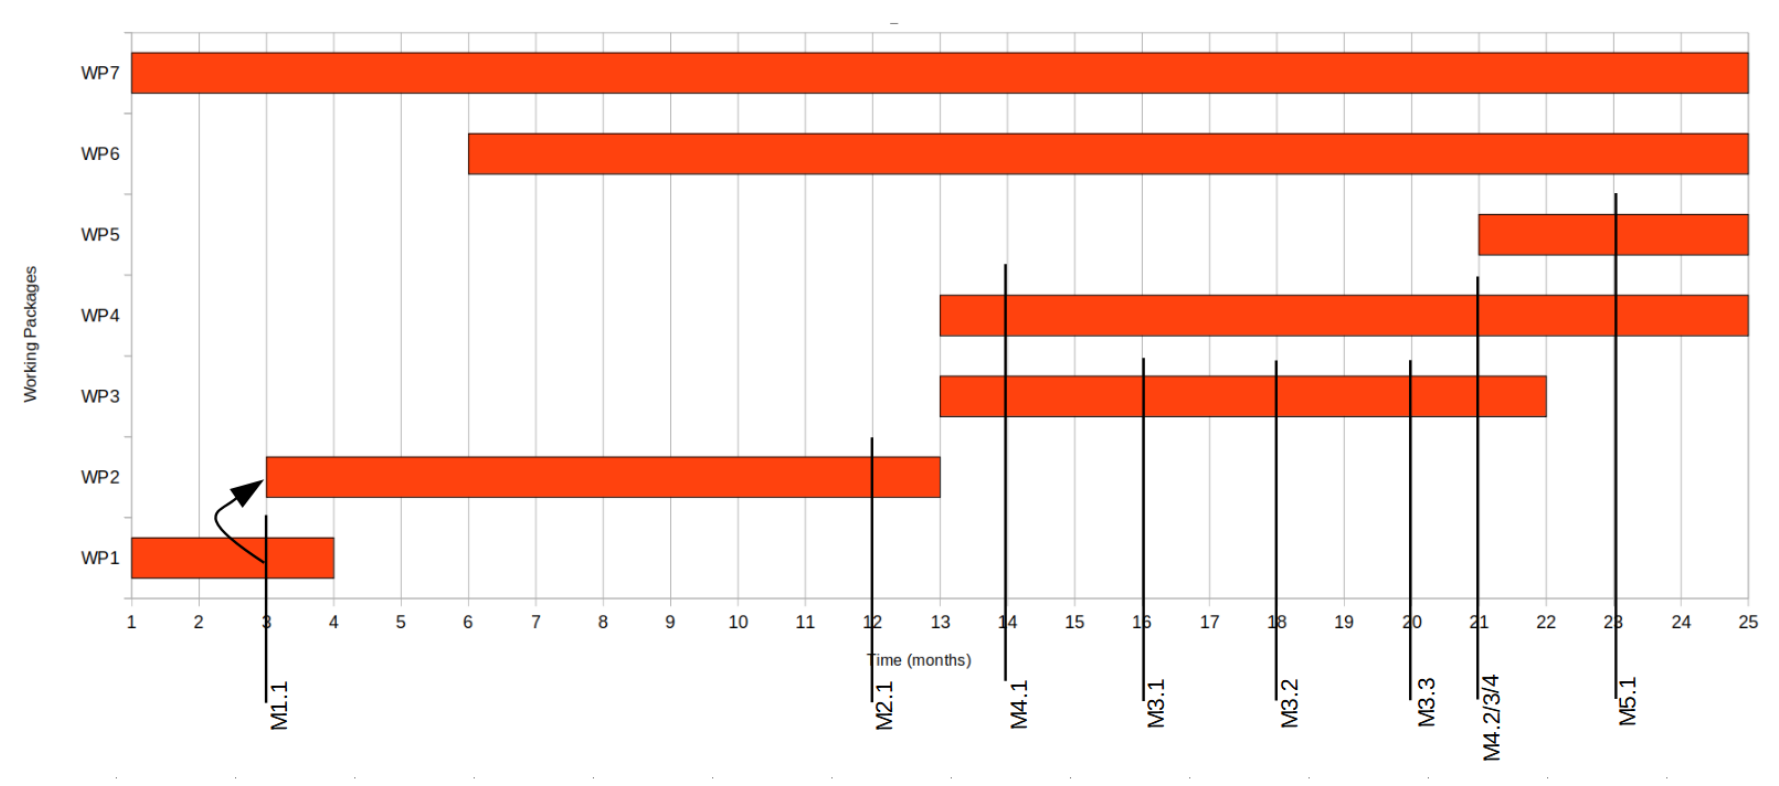 WP7
WP6
WP5
WP4
WP3
WP2
WP1
Working Packages
1 2 3 4 5 6 7 8 9 10 11 12 13 14 15 16 17 18 19 20 21 22 23 24 25
Time (months)
M1.1
M2.1
M4.1
M3.1
M3.2
M3.3
M4.2/3/4
M5.1